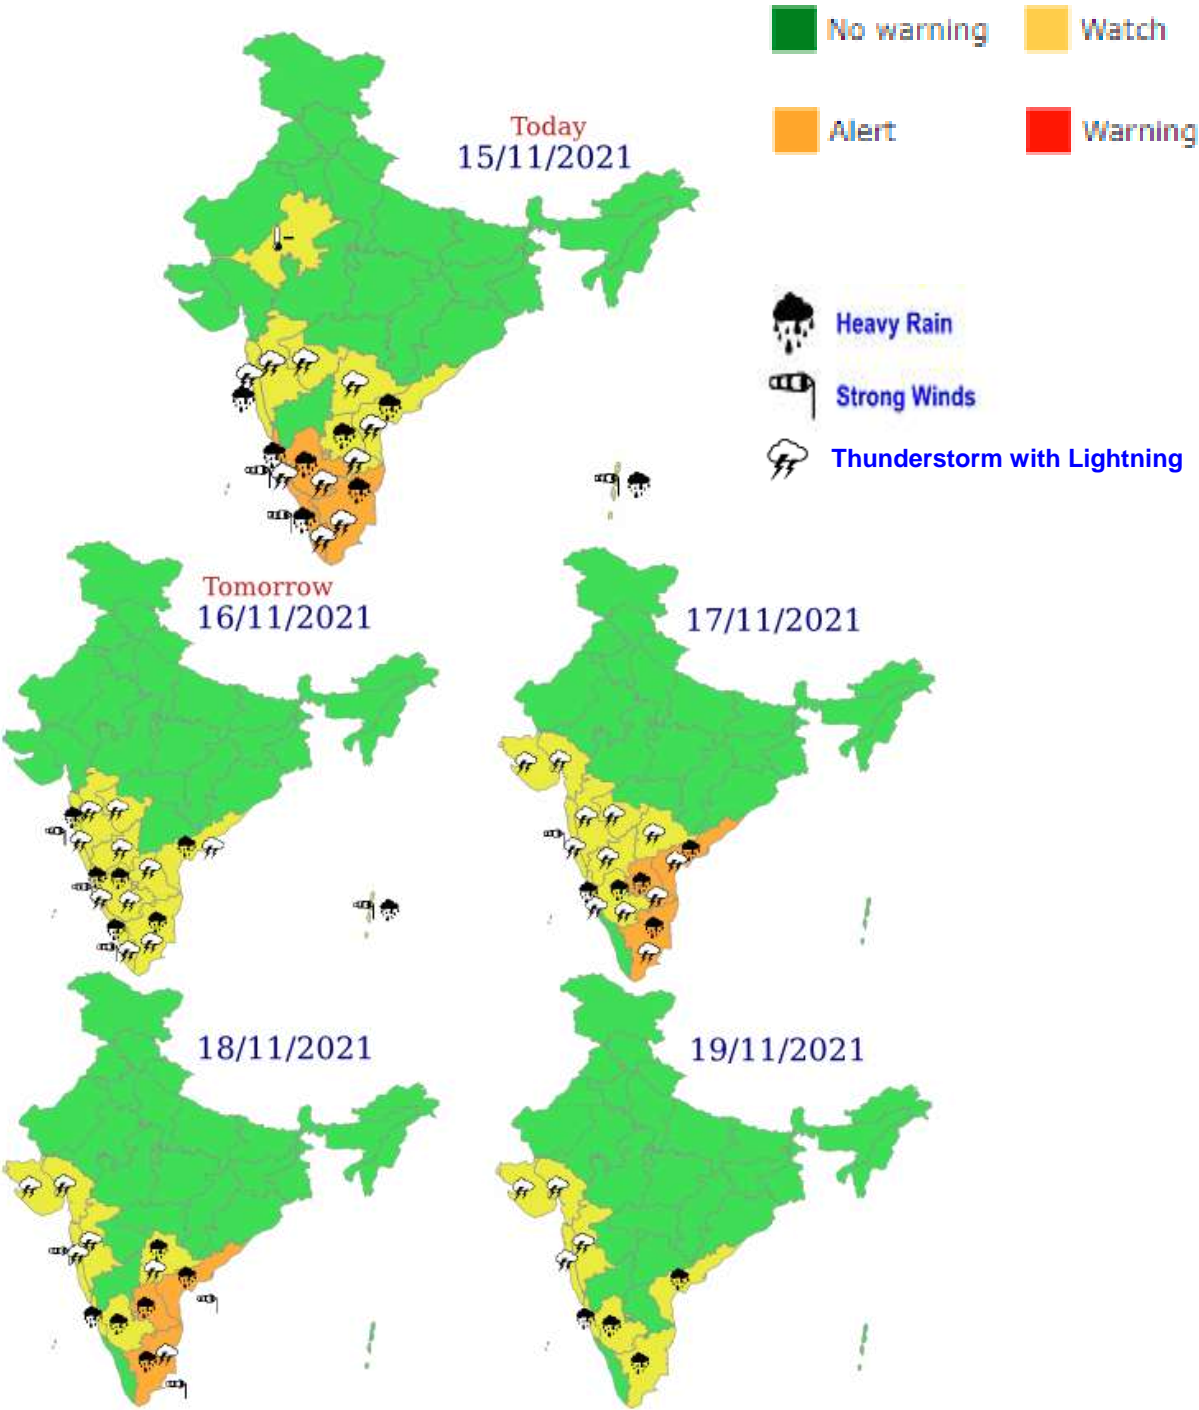 No warning
Watch
Alert
Warning
Today
15/11/2021
Heavy Rain
Strong Winds
Thunderstorm with Lightning
Tomorrow
16/11/2021
17/11/2021
18/11/2021
19/11/2021